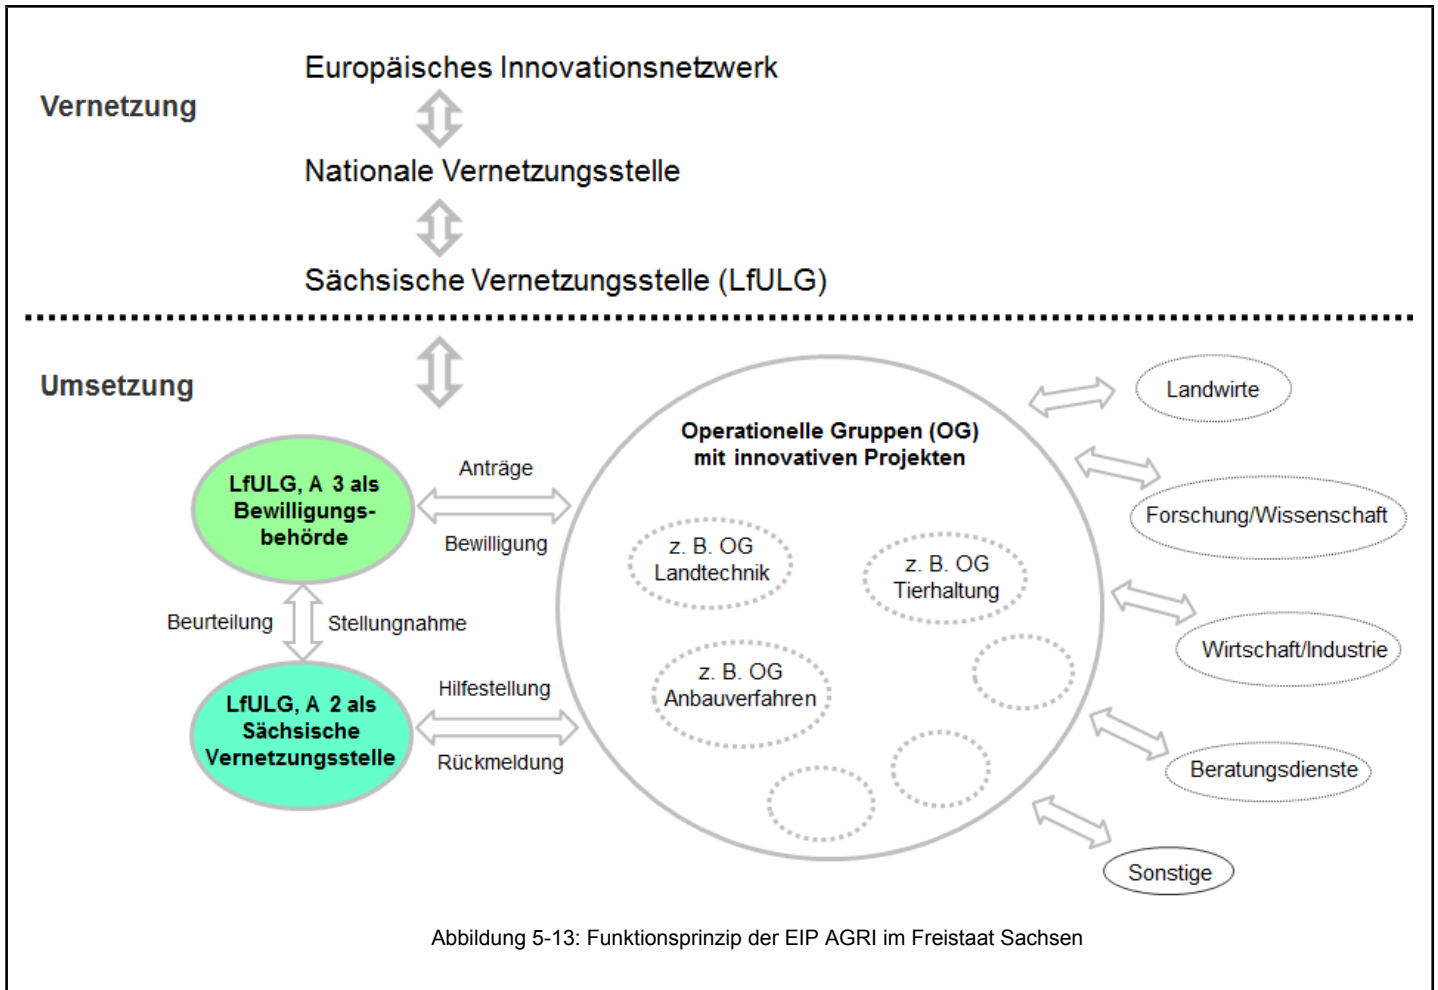 Europäisches Innovationsnetzwerk
Vernetzung
Nationale Vernetzungsstelle
Sächsische Vernetzungsstelle (LfULG)
Umsetzung
LfULG, A 3 als
Bewilligungs-
behörde
Anträge
Bewilligung
Beurteilung
Stellungnahme
LfULG, A 2 als
Sächsische
Vernetzungsstelle
Hilfestellung
Rückmeldung
Operationelle Gruppen (OG)
mit innovativen Projekten
z. B. OG
Landtechnik
z. B. OG
Tierhaltung
z. B. OG
Anbauverfahren
Landwirte
Forschung/Wissenschaft
Wirtschaft/Industrie
Beratungsdienste
Sonstige
Abbildung 5-13: Funktionsprinzip der EIP AGRI im Freistaat Sachsen